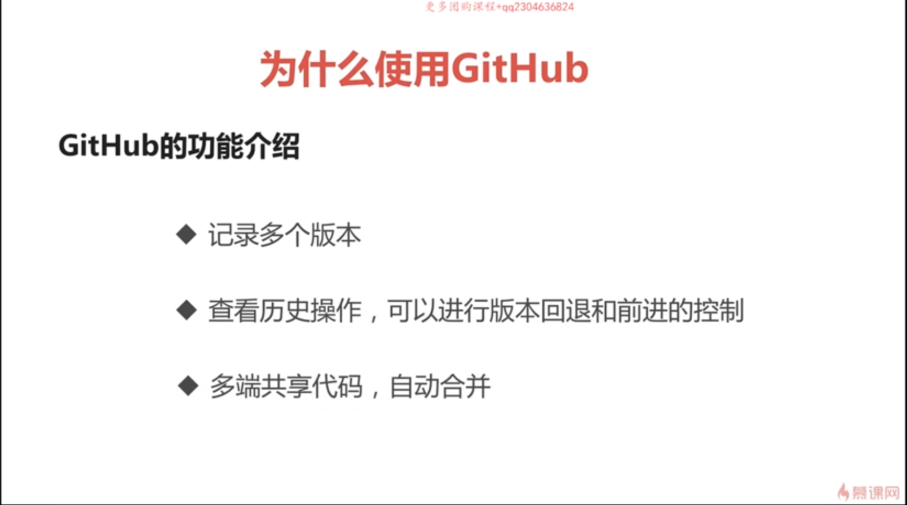 更多团购课程+qq2304636824
为什么使用GitHub
GitHub的功能介绍
◆ 记录多个版本
◆ 查看历史操作，可以进行版本回退和前进的控制
◆ 多端共享代码，自动合并
慕课网